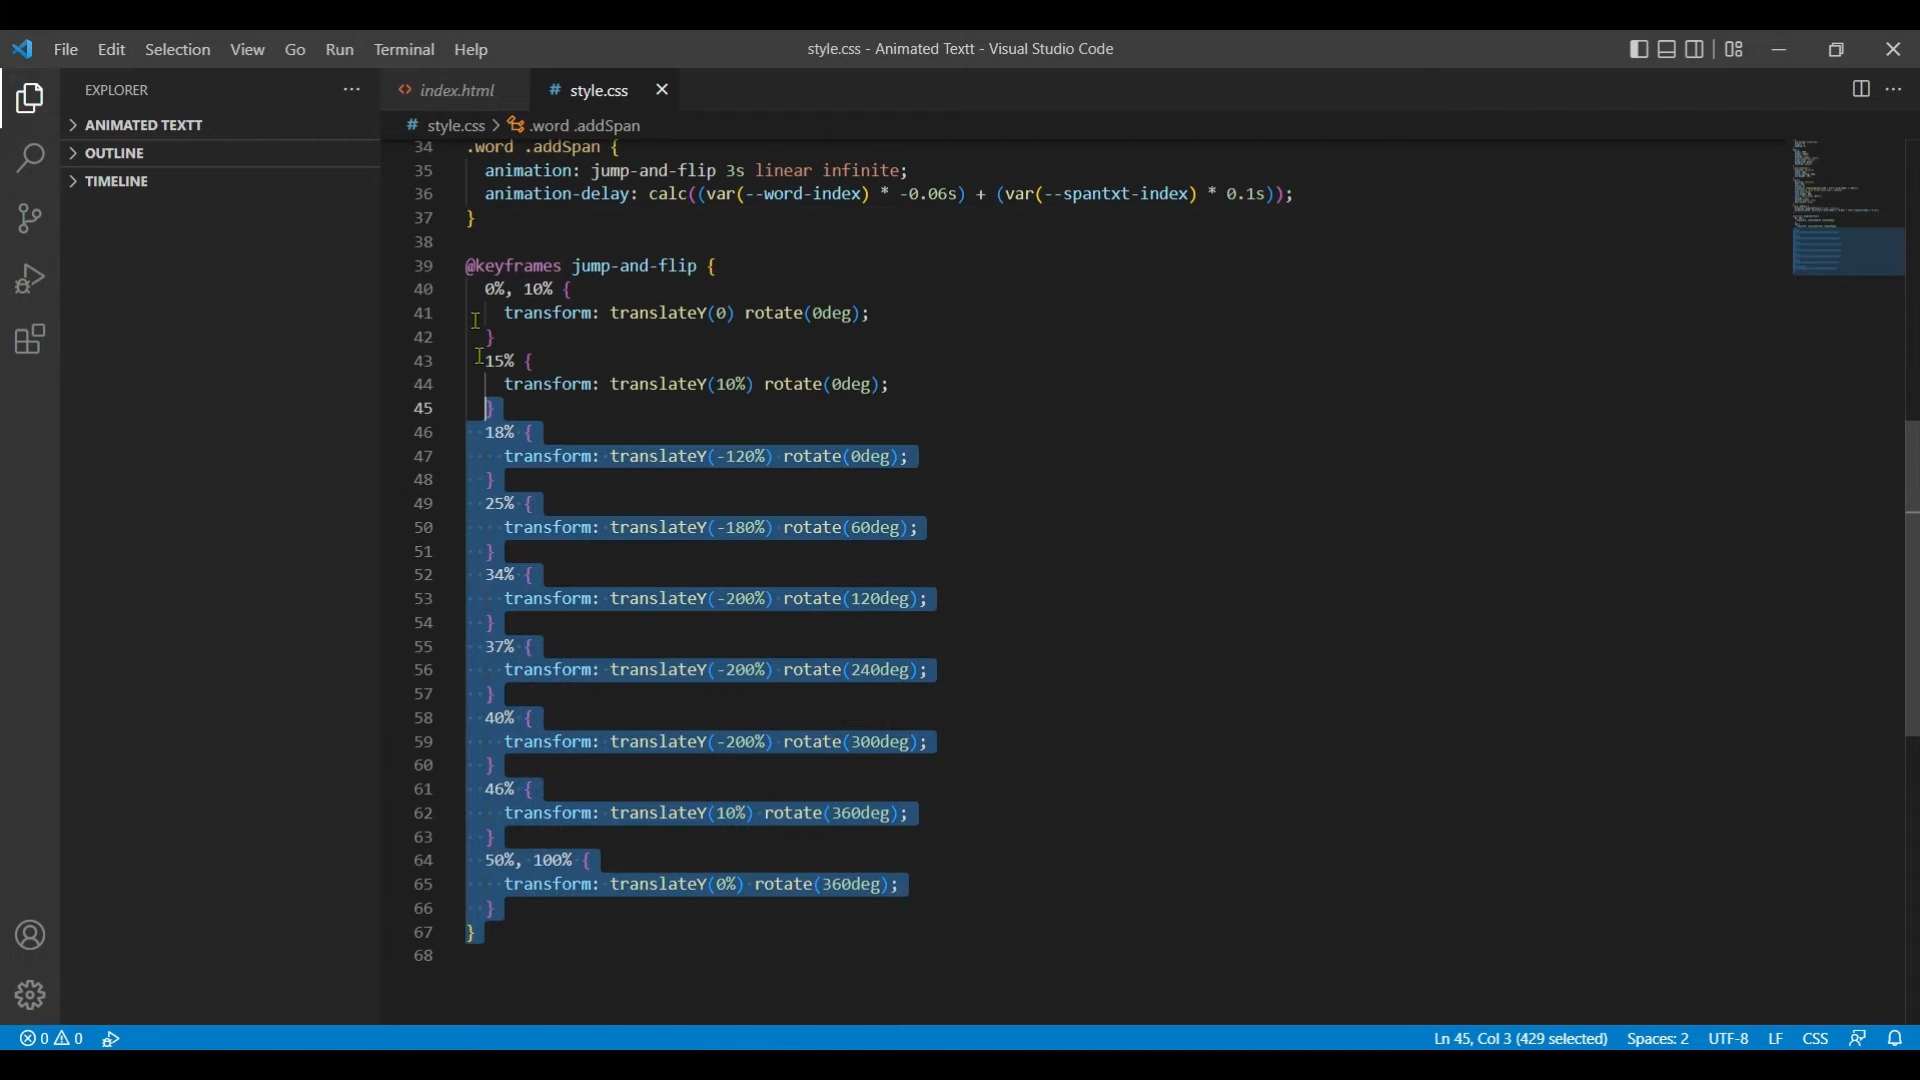 File Edit Selection View Go Run Terminal Help
style.css - Animated Textt - Visual Studio Code
EXPLORER
ANIMATED TEXTT
OUTLINE
TIMELINE
<> index.html
# style.css
# style.css > .word .addSpan
34 .word .addSpan {
35 animation: jump-and-flip 3s linear infinite;
36 animation-delay: calc((var(--word-index) * -0.06s) + (var(--spantxt-index) * 0.1s));
37 }
38
39 @keyframes jump-and-flip {
40 0%, 10% {
41 transform: translateY(0) rotate(0deg);
42 }
43 15% {
44 transform: translateY(10%) rotate(0deg);
45 }
46 18% {
47 transform: translateY(-120%) rotate(0deg);
48 }
49 25% {
50 transform: translateY(-180%) rotate(60deg);
51 }
52 34% {
53 transform: translateY(-200%) rotate(120deg);
54 }
55 37% {
56 transform: translateY(-200%) rotate(240deg);
57 }
58 40% {
59 transform: translateY(-200%) rotate(300deg);
60 }
61 46% {
62 transform: translateY(10%) rotate(360deg);
63 }
64 50%, 100% {
65 transform: translateY(0%) rotate(360deg);
66 }
67 }
68
0 0
Ln 45, Col 3 (429 selected) Spaces: 2 UTF-8 LF CSS